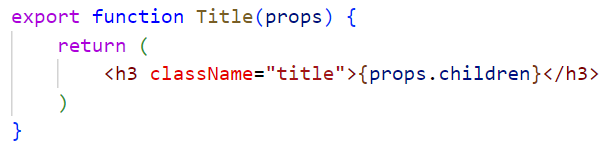 export function Title(props) {
    return (
        <h3 className="title">{props.children}</h3>
    )
}